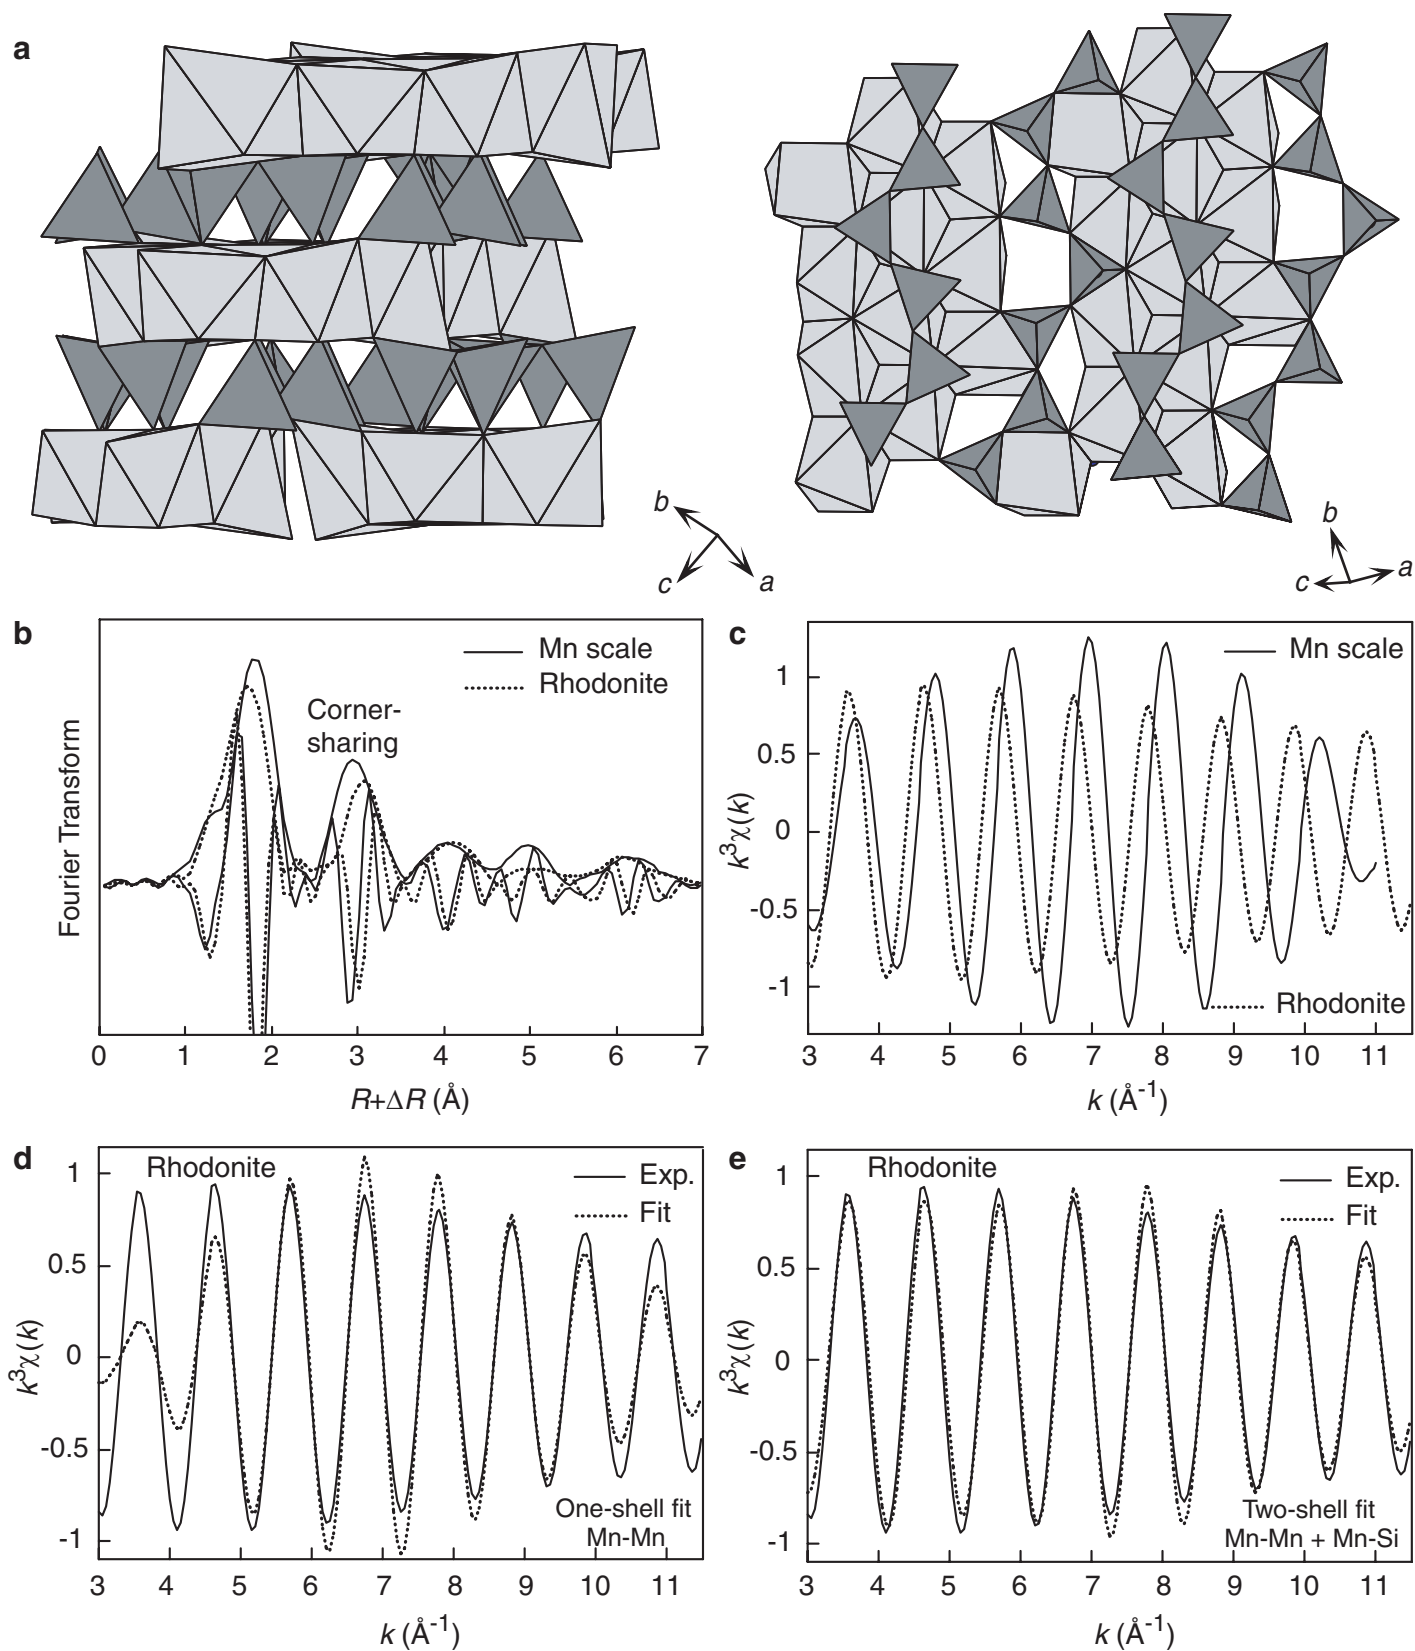 a
b
c
a
b
c
a
b
Mn scale
Rhodonite
Corner-
sharing
Fourier Transform
0 1 2 3 4 5 6 7
R+ΔR (Å)
c
Mn scale
1
0.5
0
-0.5
-1
Rhodonite
k³χ(k)
3 4 5 6 7 8 9 10 11
k (Å⁻¹)
d
Rhodonite
Exp.
Fit
1
0.5
0
-0.5
-1
k³χ(k)
One-shell fit
Mn-Mn
3 4 5 6 7 8 9 10 11
k (Å⁻¹)
e
Rhodonite
Exp.
Fit
1
0.5
0
-0.5
-1
k³χ(k)
Two-shell fit
Mn-Mn + Mn-Si
3 4 5 6 7 8 9 10 11
k (Å⁻¹)